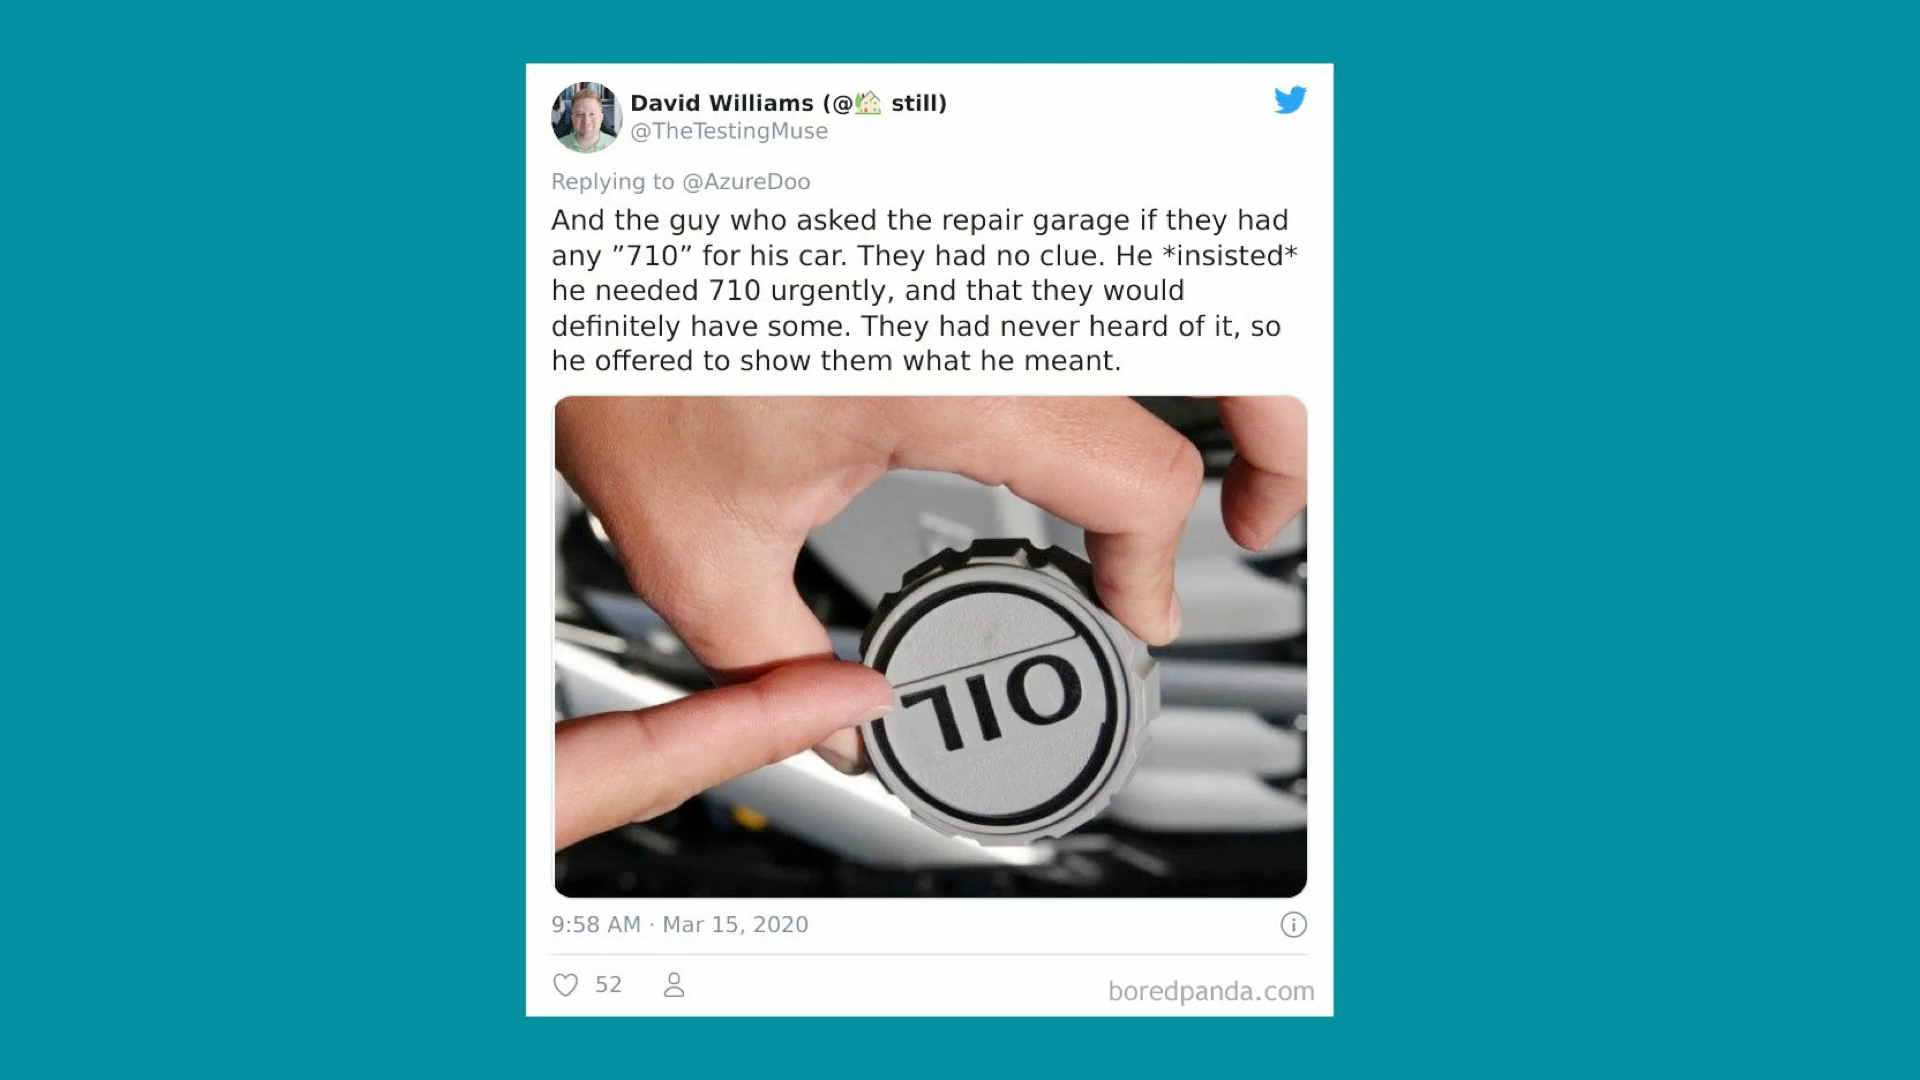 David Williams (@🏡 still)
@TheTestingMuse
Replying to @AzureDoo
And the guy who asked the repair garage if they had
any ”710” for his car. They had no clue. He *insisted*
he needed 710 urgently, and that they would
definitely have some. They had never heard of it, so
he offered to show them what he meant.
OIL
9:58 AM · Mar 15, 2020
52
boredpanda.com